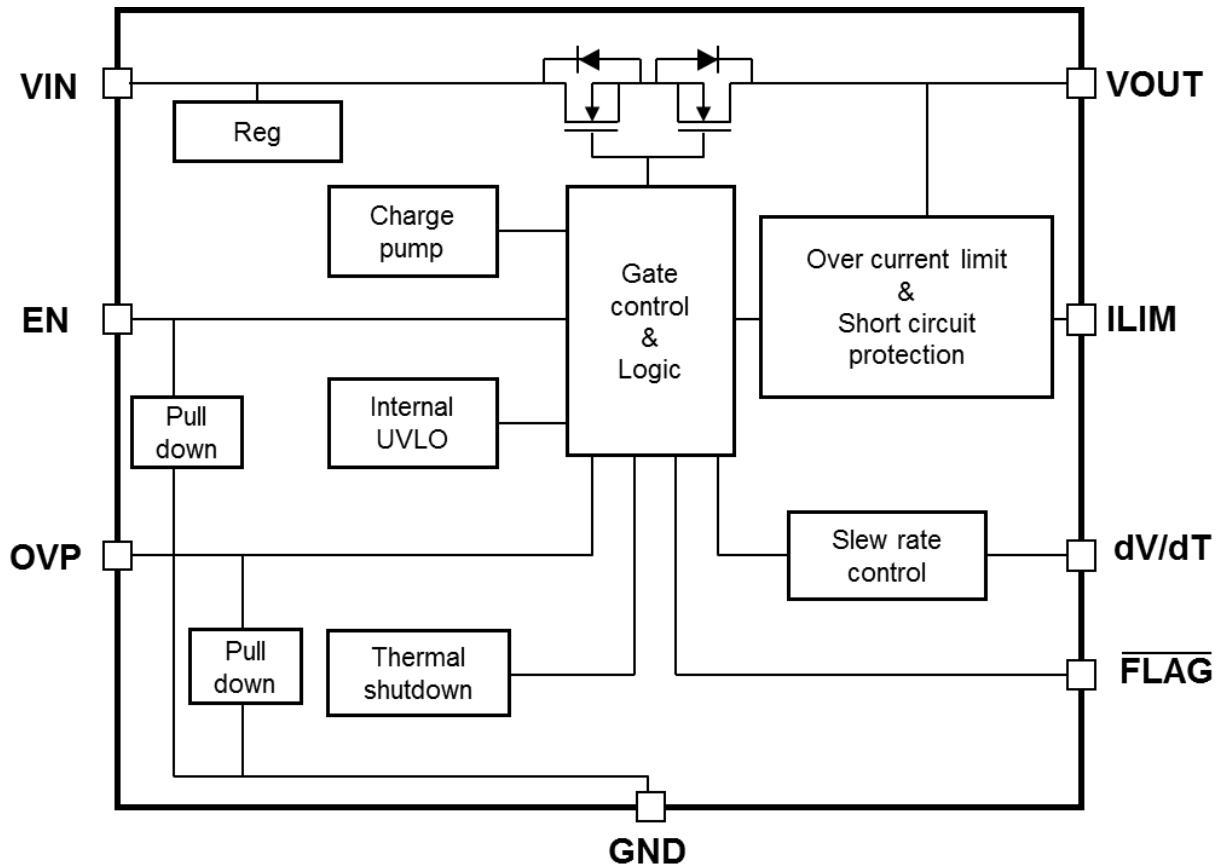 VIN
VOUT
Reg
Charge
pump
Gate
control
&
Logic
Over current limit
&
Short circuit
protection
EN
ILIM
Pull
down
Internal
UVLO
OVP
Slew rate
control
dV/dT
Pull
down
Thermal
shutdown
FLAG
GND